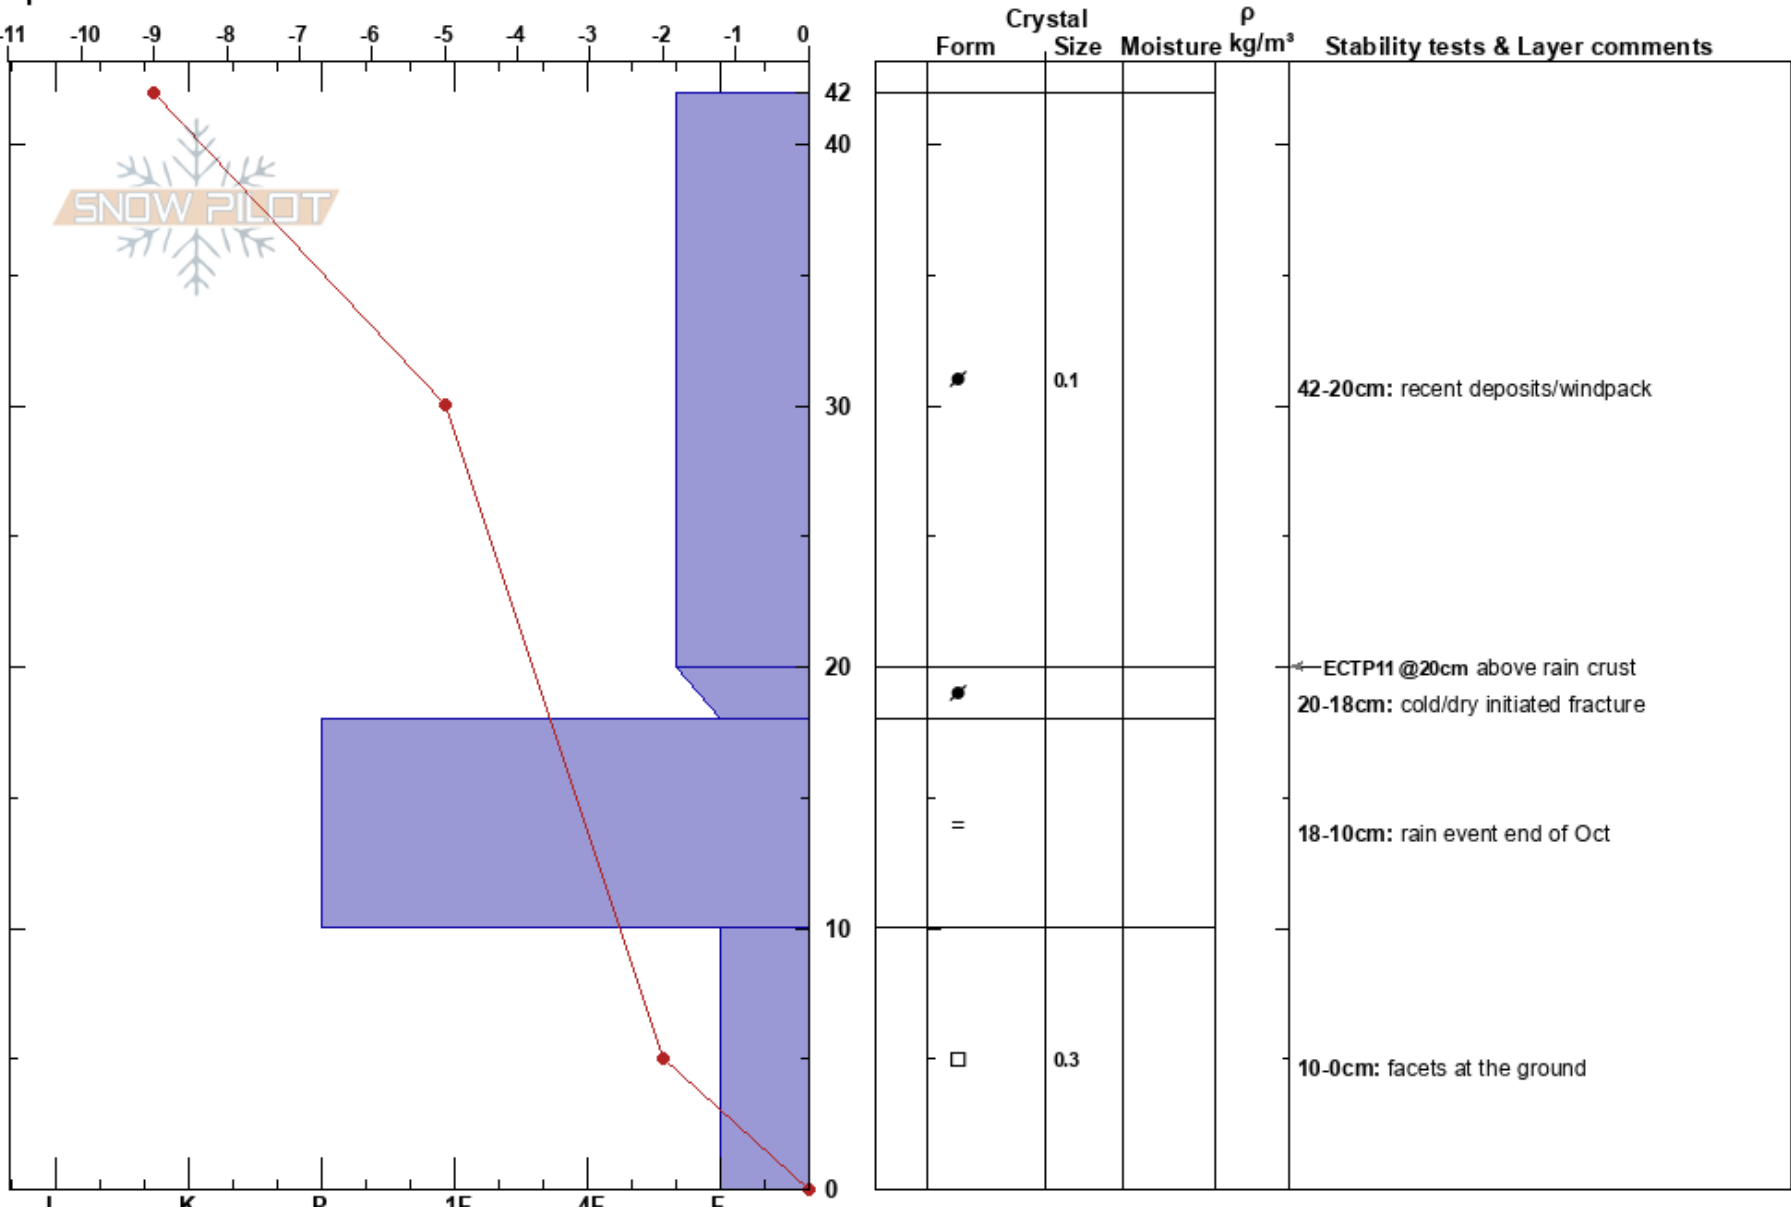 Crystal ρ
-11 -10 -9 -8 -7 -6 -5 -4 -3 -2 -1 0 Form Size Moisture kg/m³ Stability tests & Layer comments
42
40
SNOW PILOT
0.1
42-20cm: recent deposits/windpack
30
20 ECTP11 @20cm above rain crust
20-18cm: cold/dry initiated fracture
=
18-10cm: rain event end of Oct
10
0.3
10-0cm: facets at the ground
0
I K P 1F 4F F